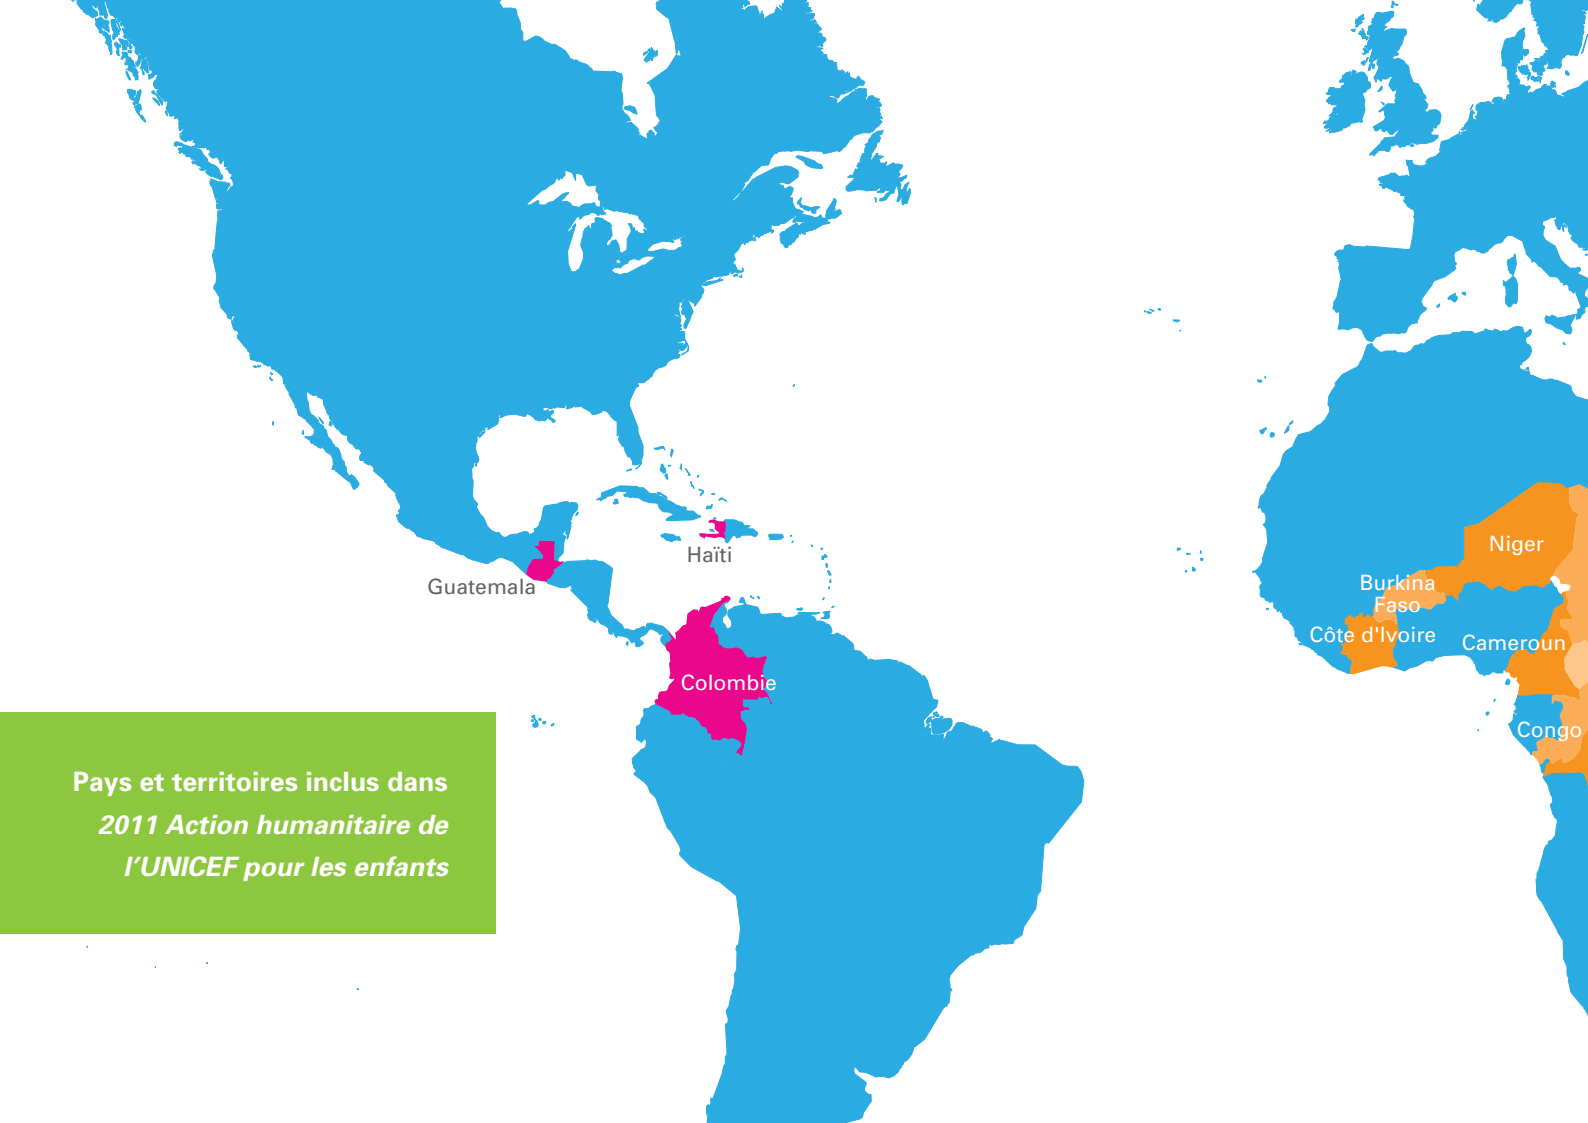 Haïti
Guatemala
Colombie
Niger
Burkina
Faso
Côte d'Ivoire
Cameroun
Congo
Pays et territoires inclus dans
2011 Action humanitaire de
l’UNICEF pour les enfants